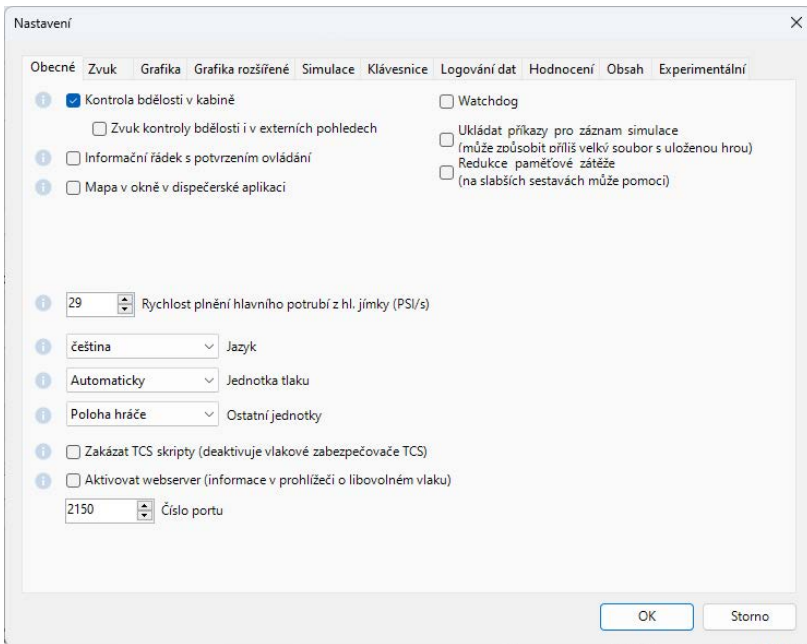 Nastavení
Obecné Zvuk Grafika Grafika rozšířené Simulace Klávesnice Logování dat Hodnocení Obsah Experimentální
Kontrola bdělosti v kabině
Zvuk kontroly bdělosti i v externích pohledech
Informační řádek s potvrzením ovládání
Mapa v okně v dispečerské aplikaci
Watchdog
Ukládat příkazy pro záznam simulace
(může způsobit příliš velký soubor s uloženou hrou)
Redukce paměťové zátěže
(na slabších sestavách může pomoci)
29 Rychlost plnění hlavního potrubí z hl. jímky (PSI/s)
čeština Jazyk
Automaticky Jednotka tlaku
Poloha hráče Ostatní jednotky
Zakázat TCS skripty (deaktivuje vlakové zabezpečovače TCS)
Aktivovat webserver (informace v prohlížeči o libovolném vlaku)
2150 Číslo portu
OK Storno